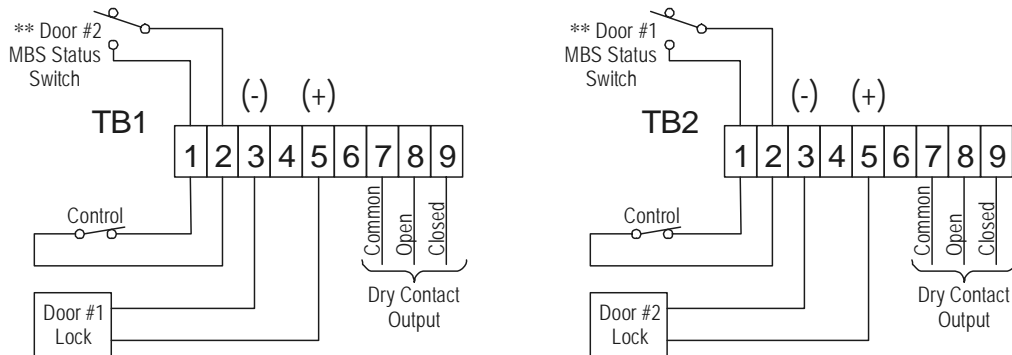 ** Door #2
MBS Status
Switch
TB1
(-) (+)
1 2 3 4 5 6 7 8 9
Control
Common
Open
Closed
Door #1
Lock
Dry Contact
Output
** Door #1
MBS Status
Switch
TB2
(-) (+)
1 2 3 4 5 6 7 8 9
Control
Common
Open
Closed
Door #2
Lock
Dry Contact
Output